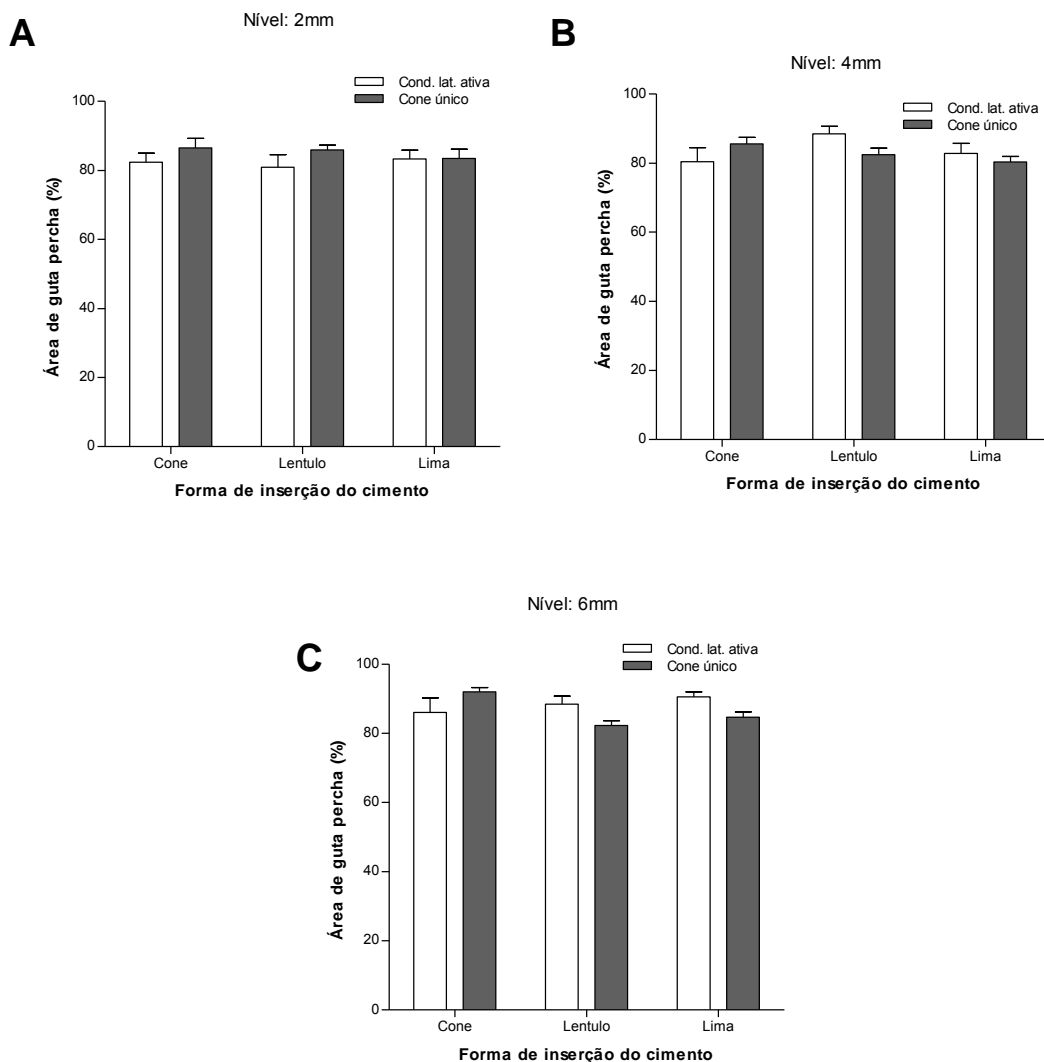 A
Nível: 2mm
Cond. lat. ativa
Cone único
100
80
60
40
20
0
Área de guta percha (%)
Cone Lentulo Lima
Forma de inserção do cimento
B
Nível: 4mm
Cond. lat. ativa
Cone único
100
80
60
40
20
0
Área de guta percha (%)
Cone Lentulo Lima
Forma de inserção do cimento
C
Nível: 6mm
Cond. lat. ativa
Cone único
100
80
60
40
20
0
Área de guta percha (%)
Cone Lentulo Lima
Forma de inserção do cimento